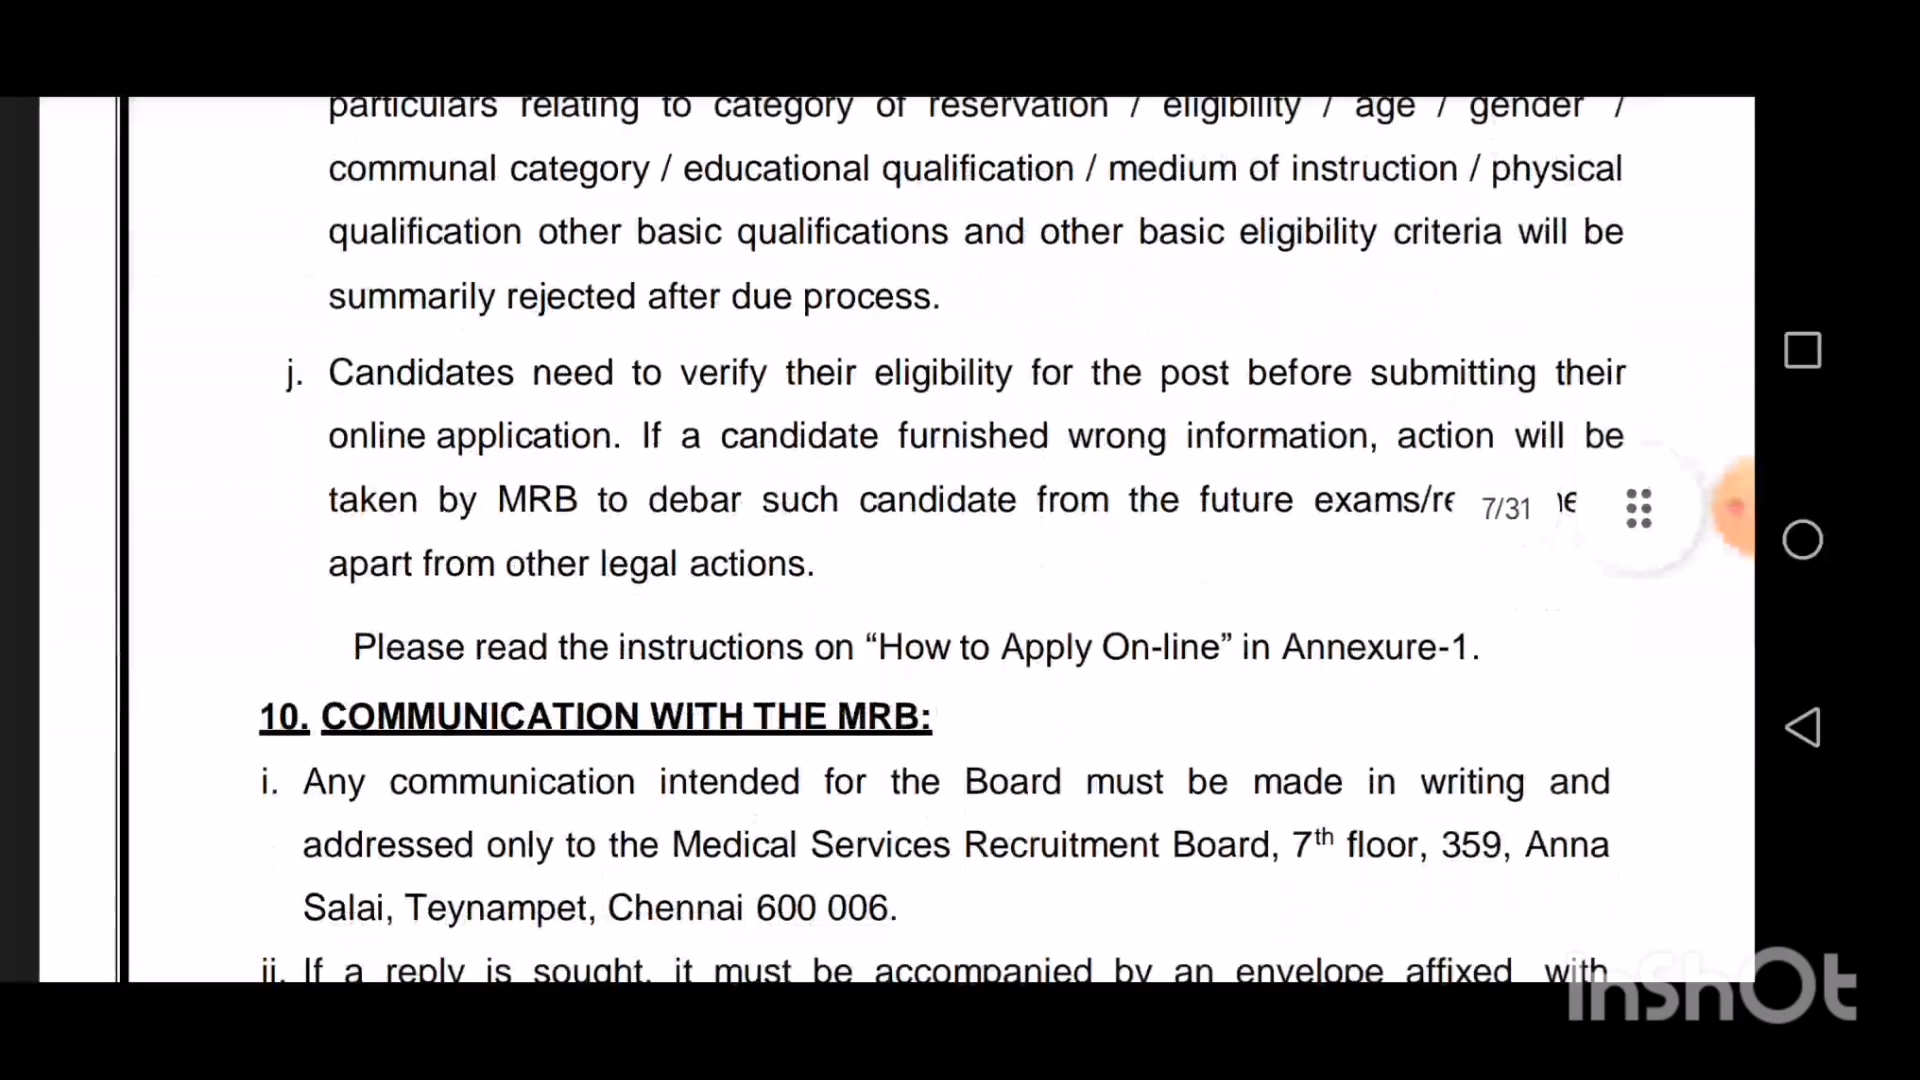 particulars relating to category of reservation / eligibility / age / gender /
communal category / educational qualification / medium of instruction / physical
qualification other basic qualifications and other basic eligibility criteria will be
summarily rejected after due process.
j. Candidates need to verify their eligibility for the post before submitting their
online application. If a candidate furnished wrong information, action will be
taken by MRB to debar such candidate from the future
7/31
apart from other legal actions.
Please read the instructions on “How to Apply On-line” in Annexure-1.
10. COMMUNICATION WITH THE MRB:
i. Any communication intended for the Board must be made in writing and
addressed only to the Medical Services Recruitment Board, 7th floor, 359, Anna
Salai, Teynampet, Chennai 600 006.
ii. If a reply is sought, it must be accompanied by an envelope affixed with
InShOt